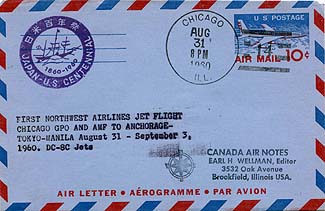 日米百年祭
1860-1960
JAPAN-U.S. CENTENNIAL
CHICAGO
AUG
31
8 PM
1960
ILL.
U S POSTAGE
AIR MAIL 10¢
FIRST NORTHWEST AIRLINES JET FLIGHT
CHICAGO GPO AND AMF TO ANCHORAGE-
TOKYO-MANILA August 31 - September 3,
1960. DC-8C Jets
CANADA AIR NOTES
EARL H WELLMAN, Editor
3532 Oak Avenue
Brookfield, Illinois USA.
AIR LETTER • AÉROGRAMME • PAR AVION